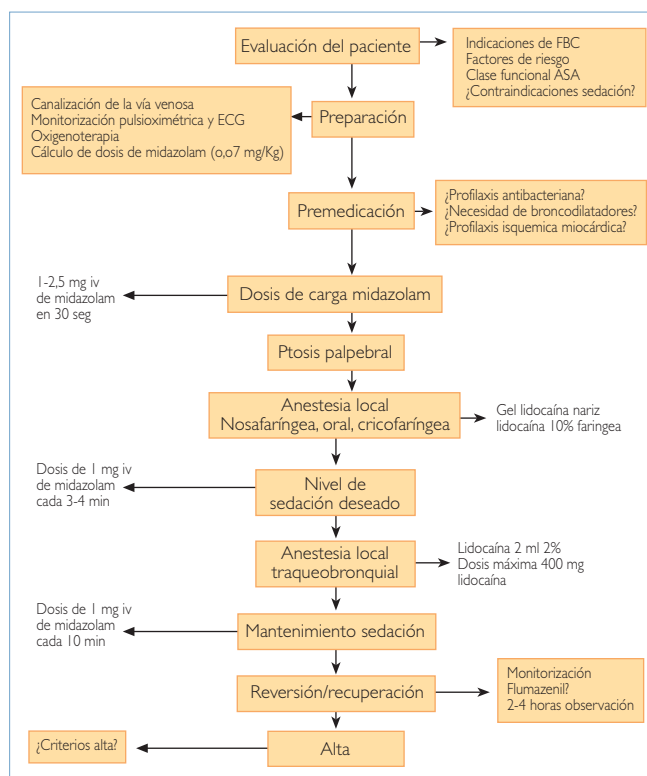 Evaluación del paciente
Indicaciones de FBC
Factores de riesgo
Clase funcional ASA
¿Contraindicaciones sedación?
Canalización de la vía venosa
Monitorización pulsioximétrica y ECG
Oxigenoterapia
Cálculo de dosis de midazolam (o,o7 mg/Kg)
Preparación
Premedicación
¿Profilaxis antibacteriana?
¿Necesidad de broncodilatadores?
¿Profilaxis isquemica miocárdica?
1-2,5 mg iv
de midazolam
en 30 seg
Dosis de carga midazolam
Ptosis palpebral
Anestesia local
Nosafaríngea, oral, cricofaríngea
Gel lidocaína nariz
lidocaína 10% faringea
Dosis de 1 mg iv
de midazolam
cada 3-4 min
Nivel de
sedación deseado
Anestesia local
traqueobronquial
Lidocaína 2 ml 2%
Dosis máxima 400 mg
lidocaína
Dosis de 1 mg iv
de midazolam
cada 10 min
Mantenimiento sedación
Reversión/recuperación
Monitorización
Flumazenil?
2-4 horas observación
¿Criterios alta?
Alta